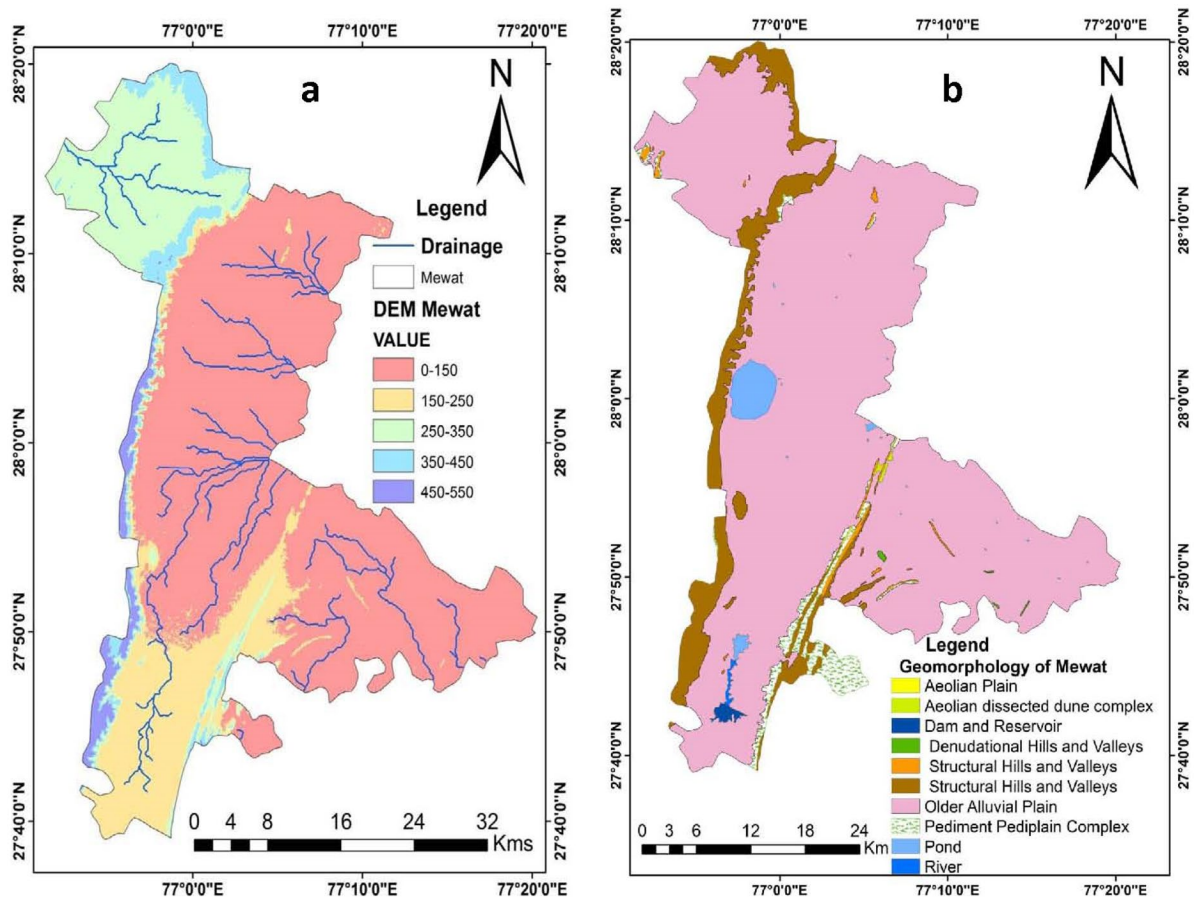 77°0'0"E 77°10'0"E 77°20'0"E
28°20'0"N
28°10'0"N
28°0'0"N
27°50'0"N
27°40'0"N
a
N
Legend
Drainage
Mewat
DEM Mewat
VALUE
0-150
150-250
250-350
350-450
450-550
0 2 4 8 16 24 32
Kms
28°20'0"N
28°10'0"N
28°0'0"N
27°50'0"N
27°40'0"N
77°0'0"E 77°10'0"E 77°20'0"E
77°0'0"E 77°10'0"E 77°20'0"E
28°20'0"N
28°10'0"N
28°0'0"N
27°50'0"N
27°40'0"N
b
N
Legend
Geomorphology of Mewat
Aeolian Plain
Aeolian dissected dune complex
Dam and Reservoir
Denudational Hills and Valleys
Structural Hills and Valleys
Structural Hills and Valleys
Older Alluvial Plain
Pediment Pediplain Complex
Pond
River
0 3 6 12 18 24
Km
28°20'0"N
28°10'0"N
28°0'0"N
27°50'0"N
27°40'0"N
77°0'0"E 77°10'0"E 77°20'0"E